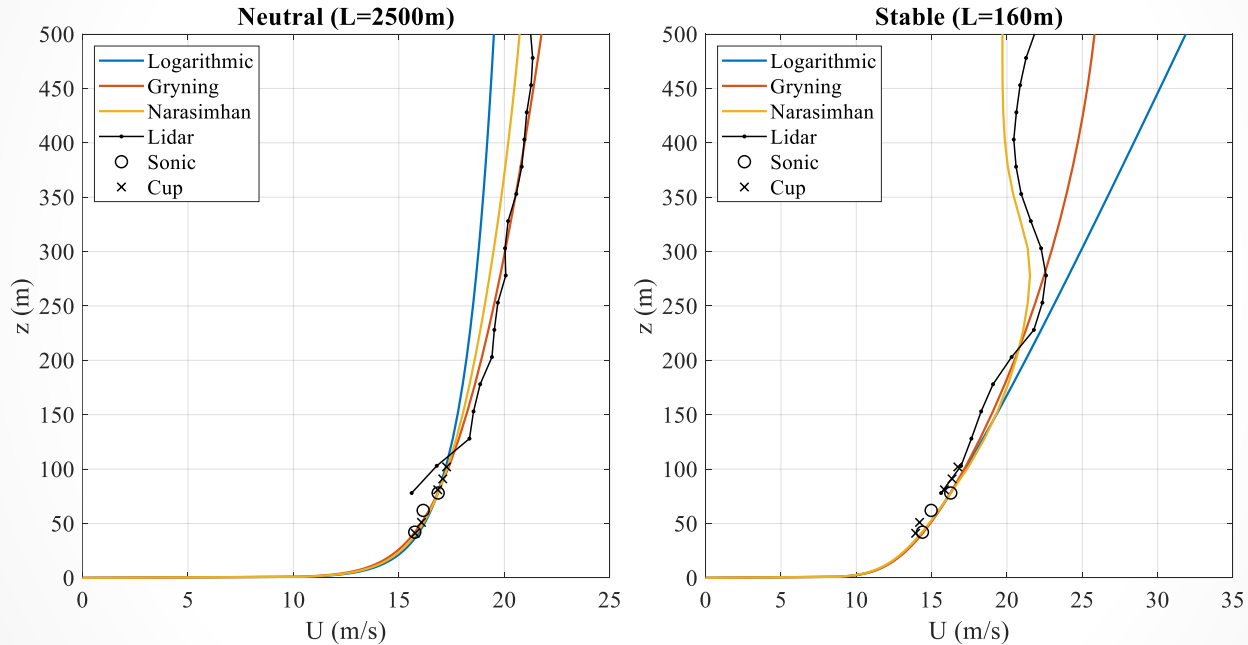 Neutral (L=2500m)
500
450
400
350
300
250
200
150
100
50
0
z (m)
Logarithmic
Gryning
Narasimhan
Lidar
Sonic
Cup
0
5
10
15
20
25
U (m/s)
Stable (L=160m)
500
450
400
350
300
250
200
150
100
50
0
z (m)
Logarithmic
Gryning
Narasimhan
Lidar
Sonic
Cup
0
5
10
15
20
25
30
35
U (m/s)